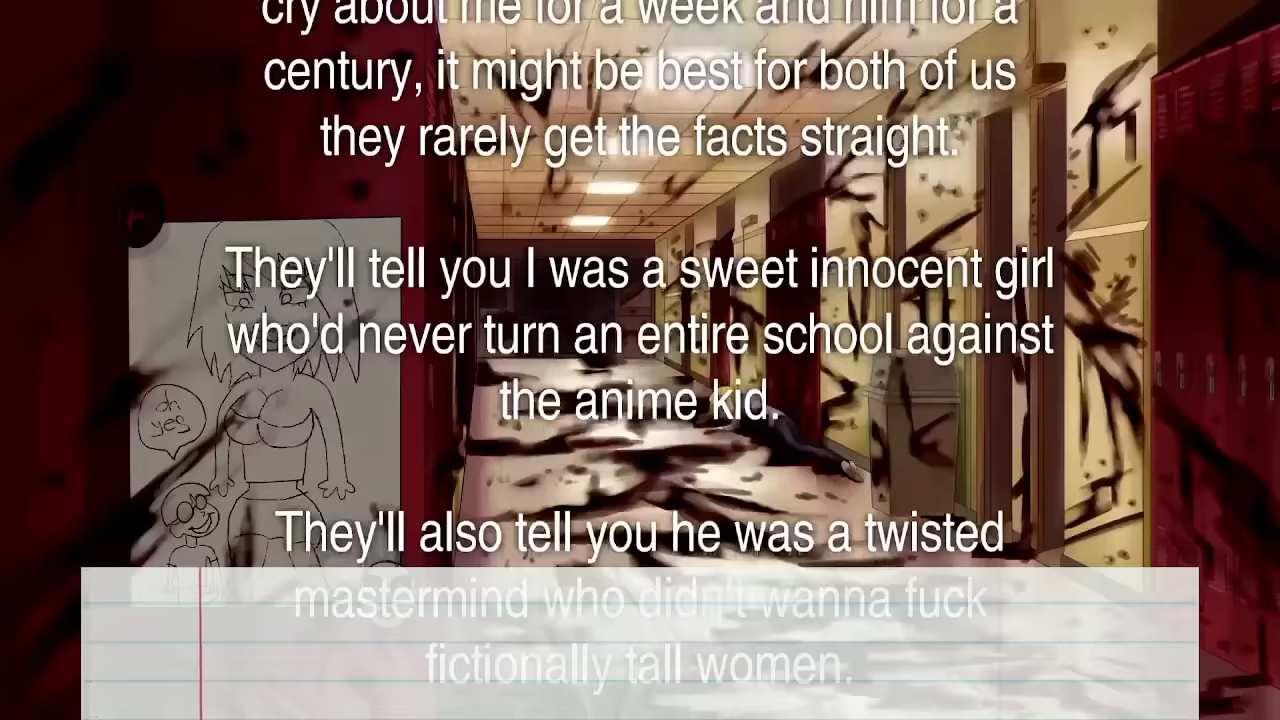 cry about me for a week and him for a
century, it might be best for both of us
they rarely get the facts straight.
They'll tell you I was a sweet innocent girl
who'd never turn an entire school against
the anime kid.
oh
yes
They'll also tell you he was a twisted
mastermind who didn't wanna fuck
fictionally tall women.